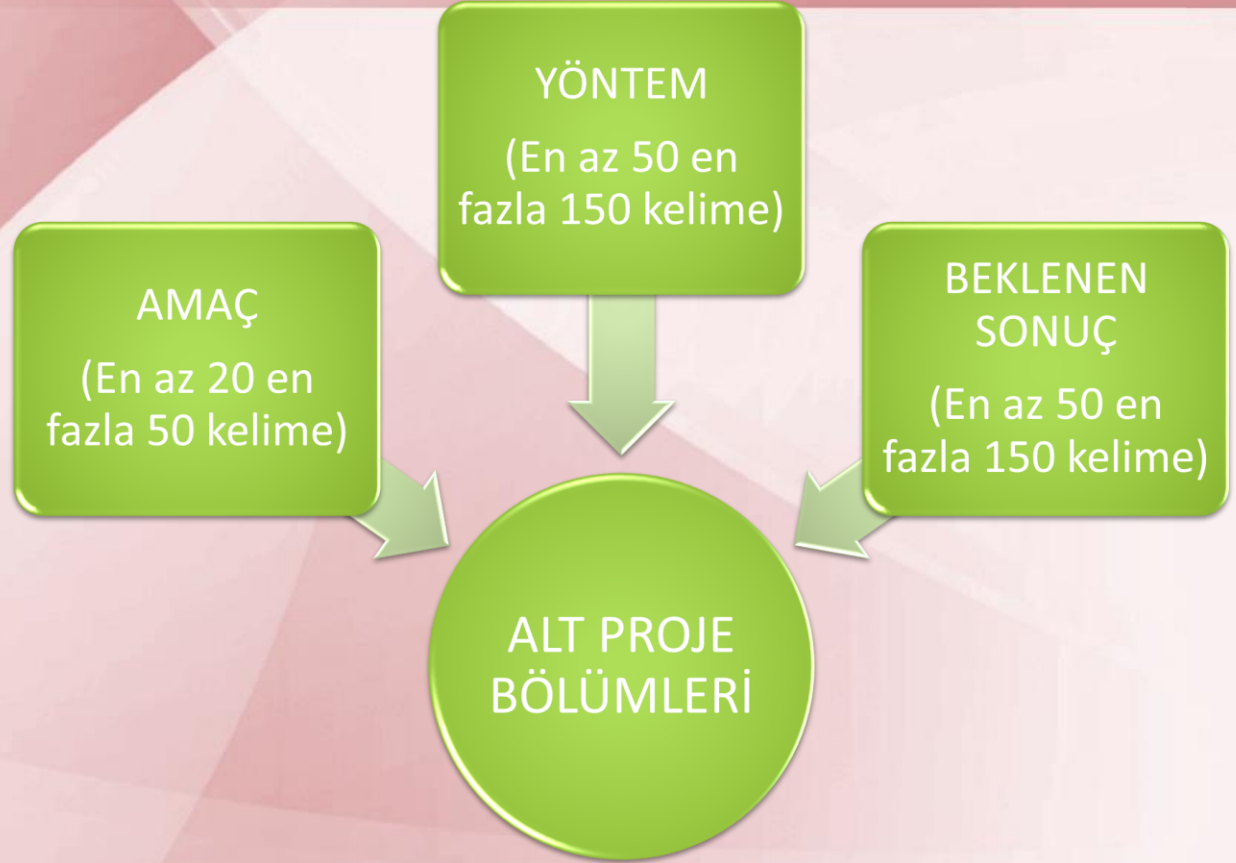 YÖNTEM
(En az 50 en
fazla 150 kelime)
AMAÇ
(En az 20 en
fazla 50 kelime)
BEKLENEN
SONUÇ
(En az 50 en
fazla 150 kelime)
ALT PROJE
BÖLÜMLERİ